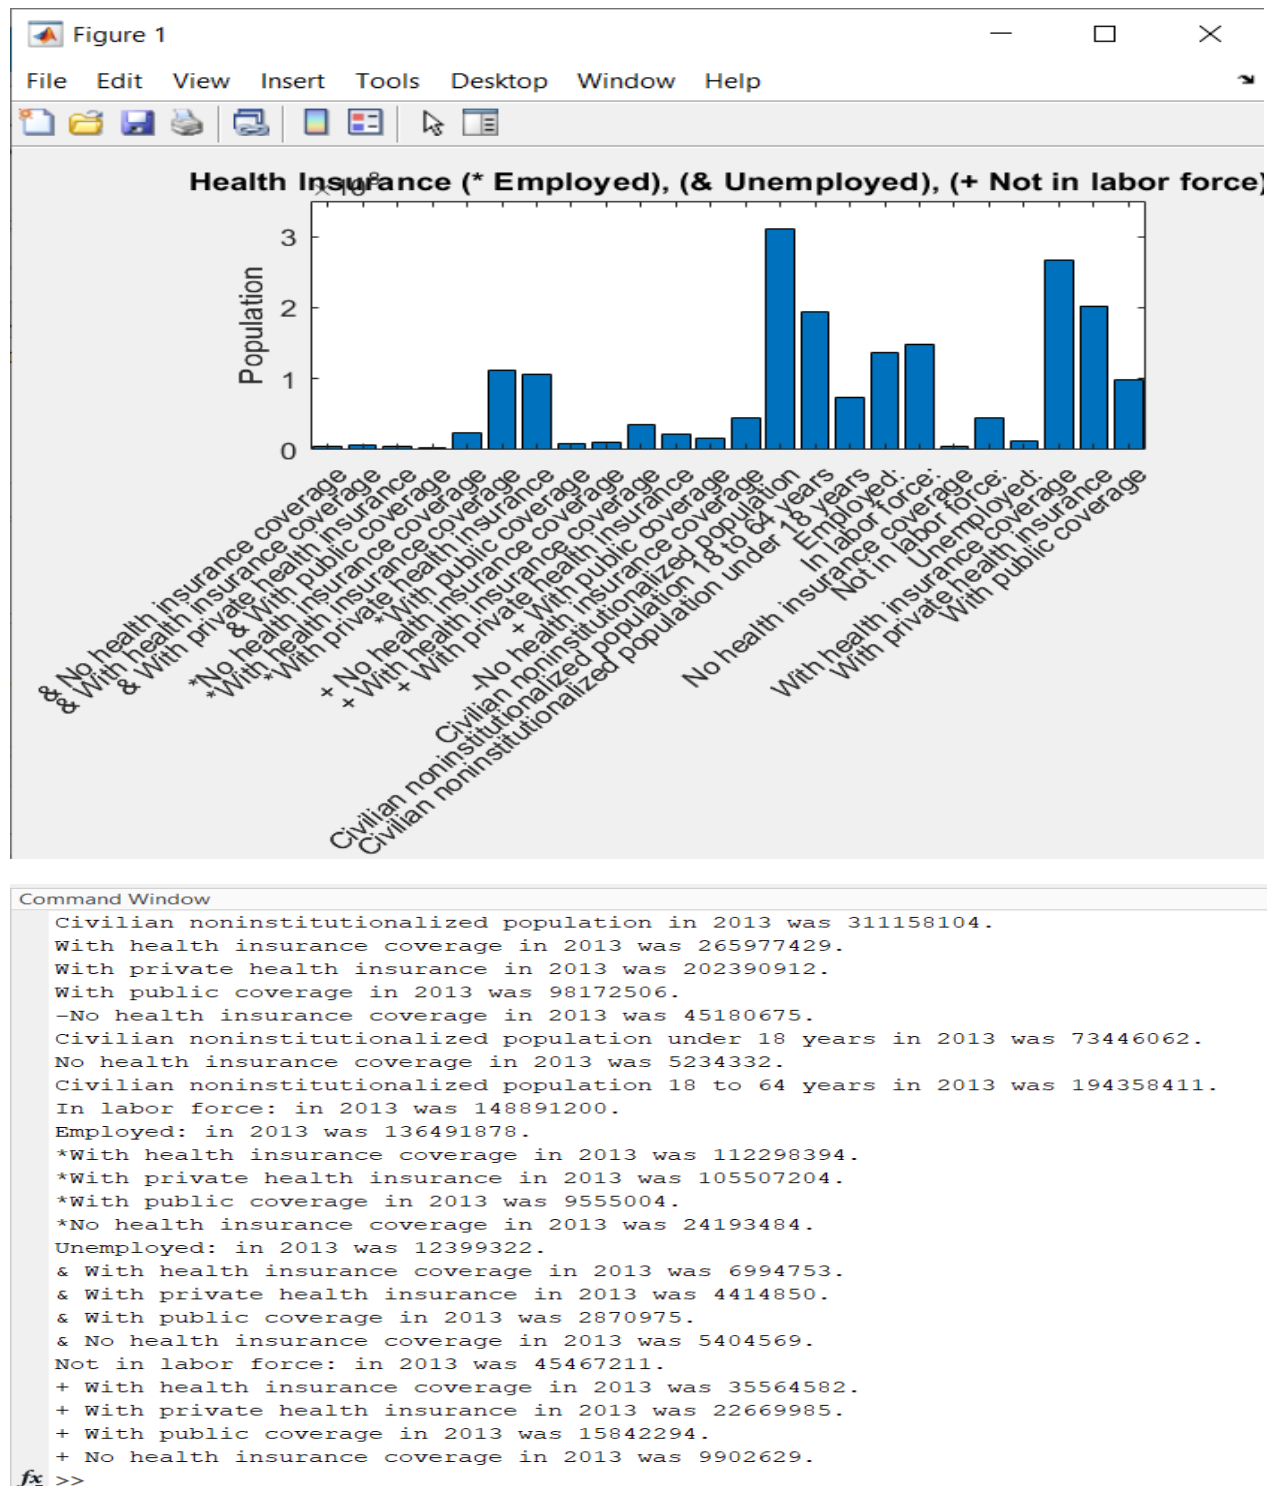 Figure 1
File Edit View Insert Tools Desktop Window Help
Health Insurance (* Employed), (& Unemployed), (+ Not in labor force)
×10^8
Population
3
2
1
0
& No health insurance coverage
& With health insurance coverage
& With private health insurance
& With public coverage
*No health insurance coverage
*With health insurance coverage
*With private health insurance
*With public coverage
+ No health insurance coverage
+ With health insurance coverage
+ With private health insurance
+ With public coverage
-No health insurance coverage
Civilian noninstitutionalized population
Civilian noninstitutionalized population 18 to 64 years
Civilian noninstitutionalized population under 18 years
Employed:
In labor force:
No health insurance coverage
Not in labor force:
Unemployed:
With health insurance coverage
With private health insurance
With public coverage
Command Window
Civilian noninstitutionalized population in 2013 was 311158104.
With health insurance coverage in 2013 was 265977429.
With private health insurance in 2013 was 202390912.
With public coverage in 2013 was 98172506.
-No health insurance coverage in 2013 was 45180675.
Civilian noninstitutionalized population under 18 years in 2013 was 73446062.
No health insurance coverage in 2013 was 5234332.
Civilian noninstitutionalized population 18 to 64 years in 2013 was 194358411.
In labor force: in 2013 was 148891200.
Employed: in 2013 was 136491878.
*With health insurance coverage in 2013 was 112298394.
*With private health insurance in 2013 was 105507204.
*With public coverage in 2013 was 9555004.
*No health insurance coverage in 2013 was 24193484.
Unemployed: in 2013 was 12399322.
& With health insurance coverage in 2013 was 6994753.
& With private health insurance in 2013 was 4414850.
& With public coverage in 2013 was 2870975.
& No health insurance coverage in 2013 was 5404569.
Not in labor force: in 2013 was 45467211.
+ With health insurance coverage in 2013 was 35564582.
+ With private health insurance in 2013 was 22669985.
+ With public coverage in 2013 was 15842294.
+ No health insurance coverage in 2013 was 9902629.
fx >>